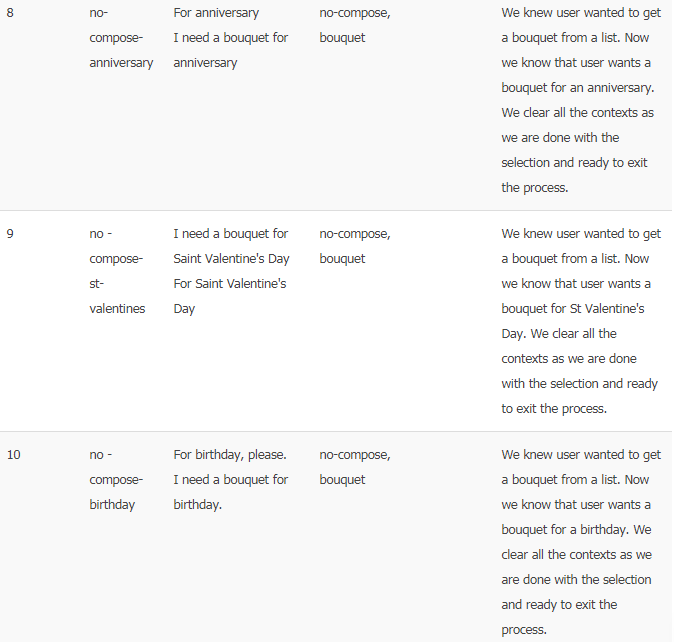 8
no-
compose-
anniversary
For anniversary
I need a bouquet for
anniversary
no-compose,
bouquet
We knew user wanted to get
a bouquet from a list. Now
we know that user wants a
bouquet for an anniversary.
We clear all the contexts as
we are done with the
selection and ready to exit
the process.
9
no -
compose-
st-
valentines
I need a bouquet for
Saint Valentine's Day
For Saint Valentine's
Day
no-compose,
bouquet
We knew user wanted to get
a bouquet from a list. Now
we know that user wants a
bouquet for St Valentine's
Day. We clear all the
contexts as we are done
with the selection and ready
to exit the process.
10
no -
compose-
birthday
For birthday, please.
I need a bouquet for
birthday.
no-compose,
bouquet
We knew user wanted to get
a bouquet from a list. Now
we know that user wants a
bouquet for a birthday. We
clear all the contexts as we
are done with the selection
and ready to exit the
process.